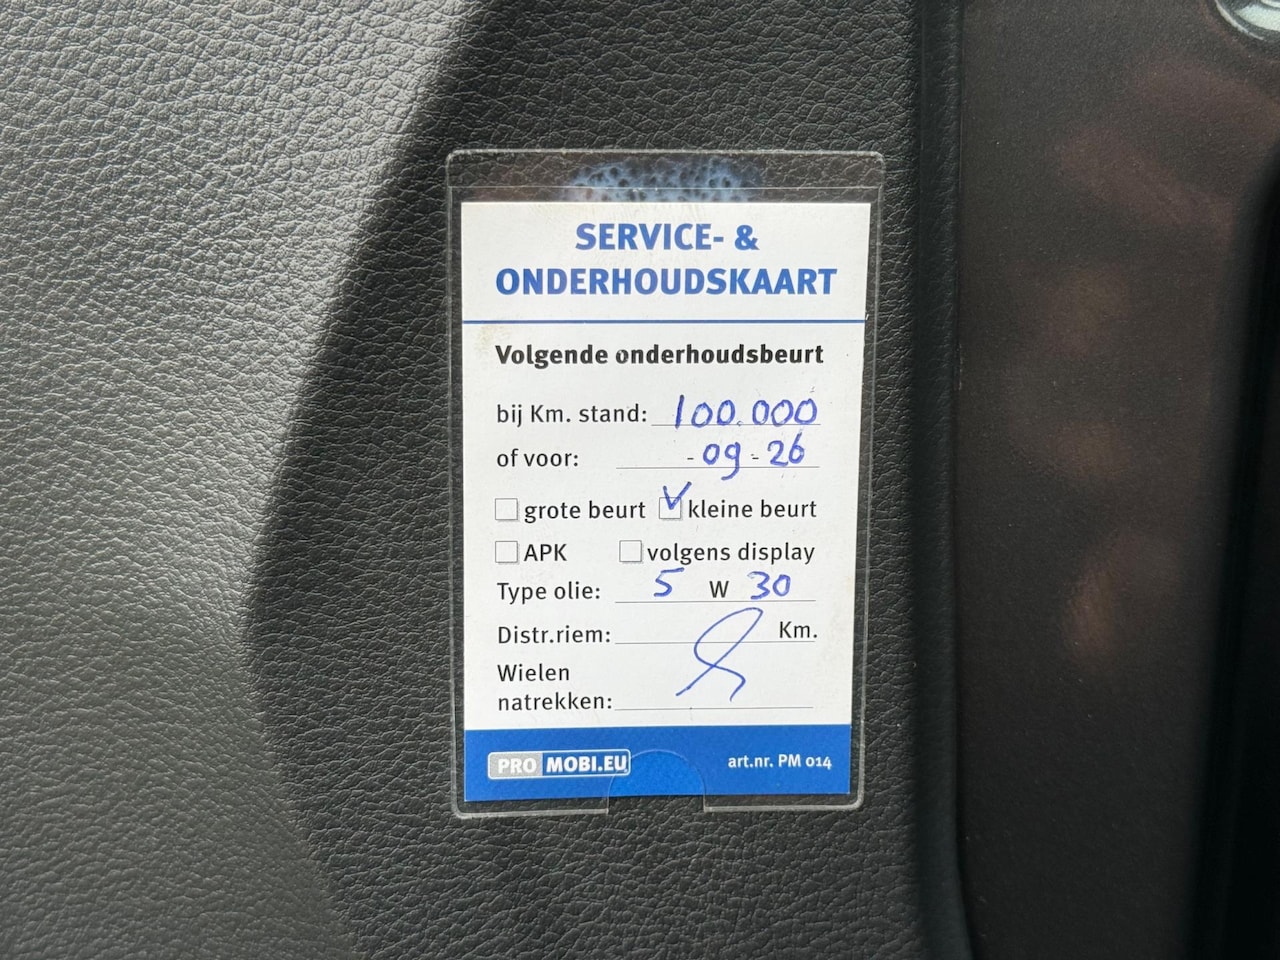 SERVICE- &
ONDERHOUDSKAART
Volgende onderhoudsbeurt
bij Km. stand: 100.000
of voor: - 09 - 26
grote beurt kleine beurt
APK volgens display
Type olie: 5 W 30
Distr.riem: Km.
Wielen
natrekken:
PRO MOBI.EU art.nr. PM 014